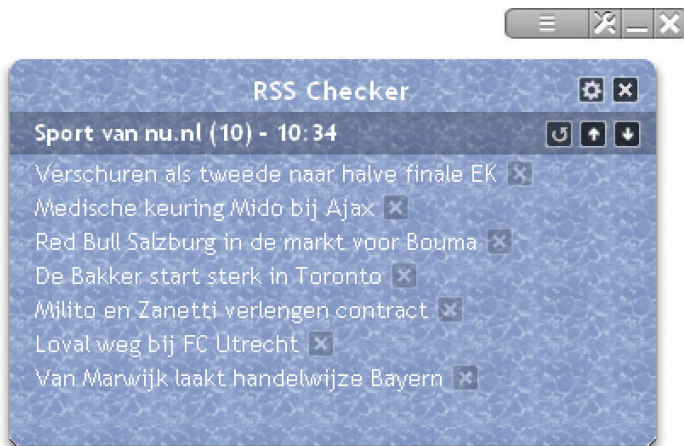 RSS Checker
Sport van nu.nl (10) - 10:34
Verschuren als tweede naar halve finale EK
Medische keuring Mido bij Ajax
Red Bull Salzburg in de markt voor Bouma
De Bakker start sterk in Toronto
Milito en Zanetti verlengen contract
Loval weg bij FC Utrecht
Van Marwijk laakt handelwijze Bayern